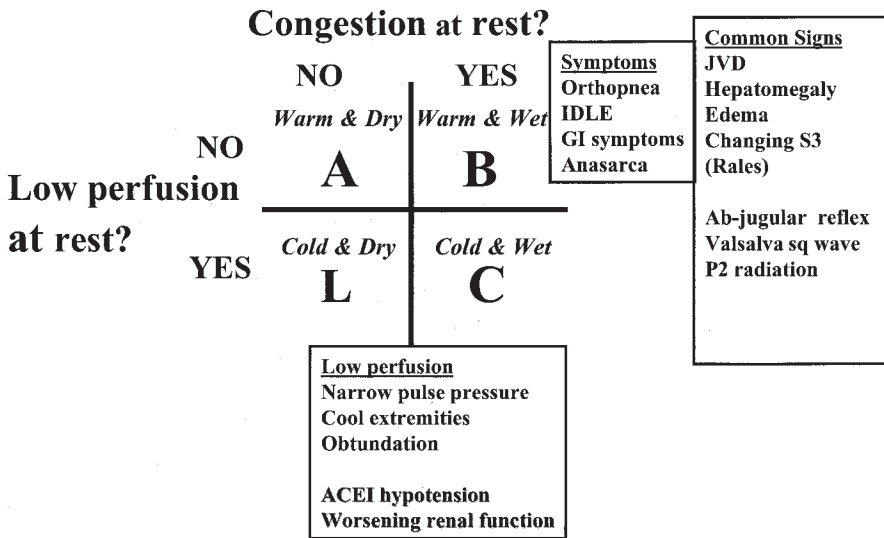 Congestion at rest?
NO
YES
Warm & Dry
Warm & Wet
NO
A
B
Low perfusion
at rest?
Cold & Dry
Cold & Wet
YES
L
C
Symptoms
Orthopnea
IDLE
GI symptoms
Anasarca
Common Signs
JVD
Hepatomegaly
Edema
Changing S3
(Rales)
Ab-jugular reflex
Valsalva sq wave
P2 radiation
Low perfusion
Narrow pulse pressure
Cool extremities
Obtundation
ACEI hypotension
Worsening renal function